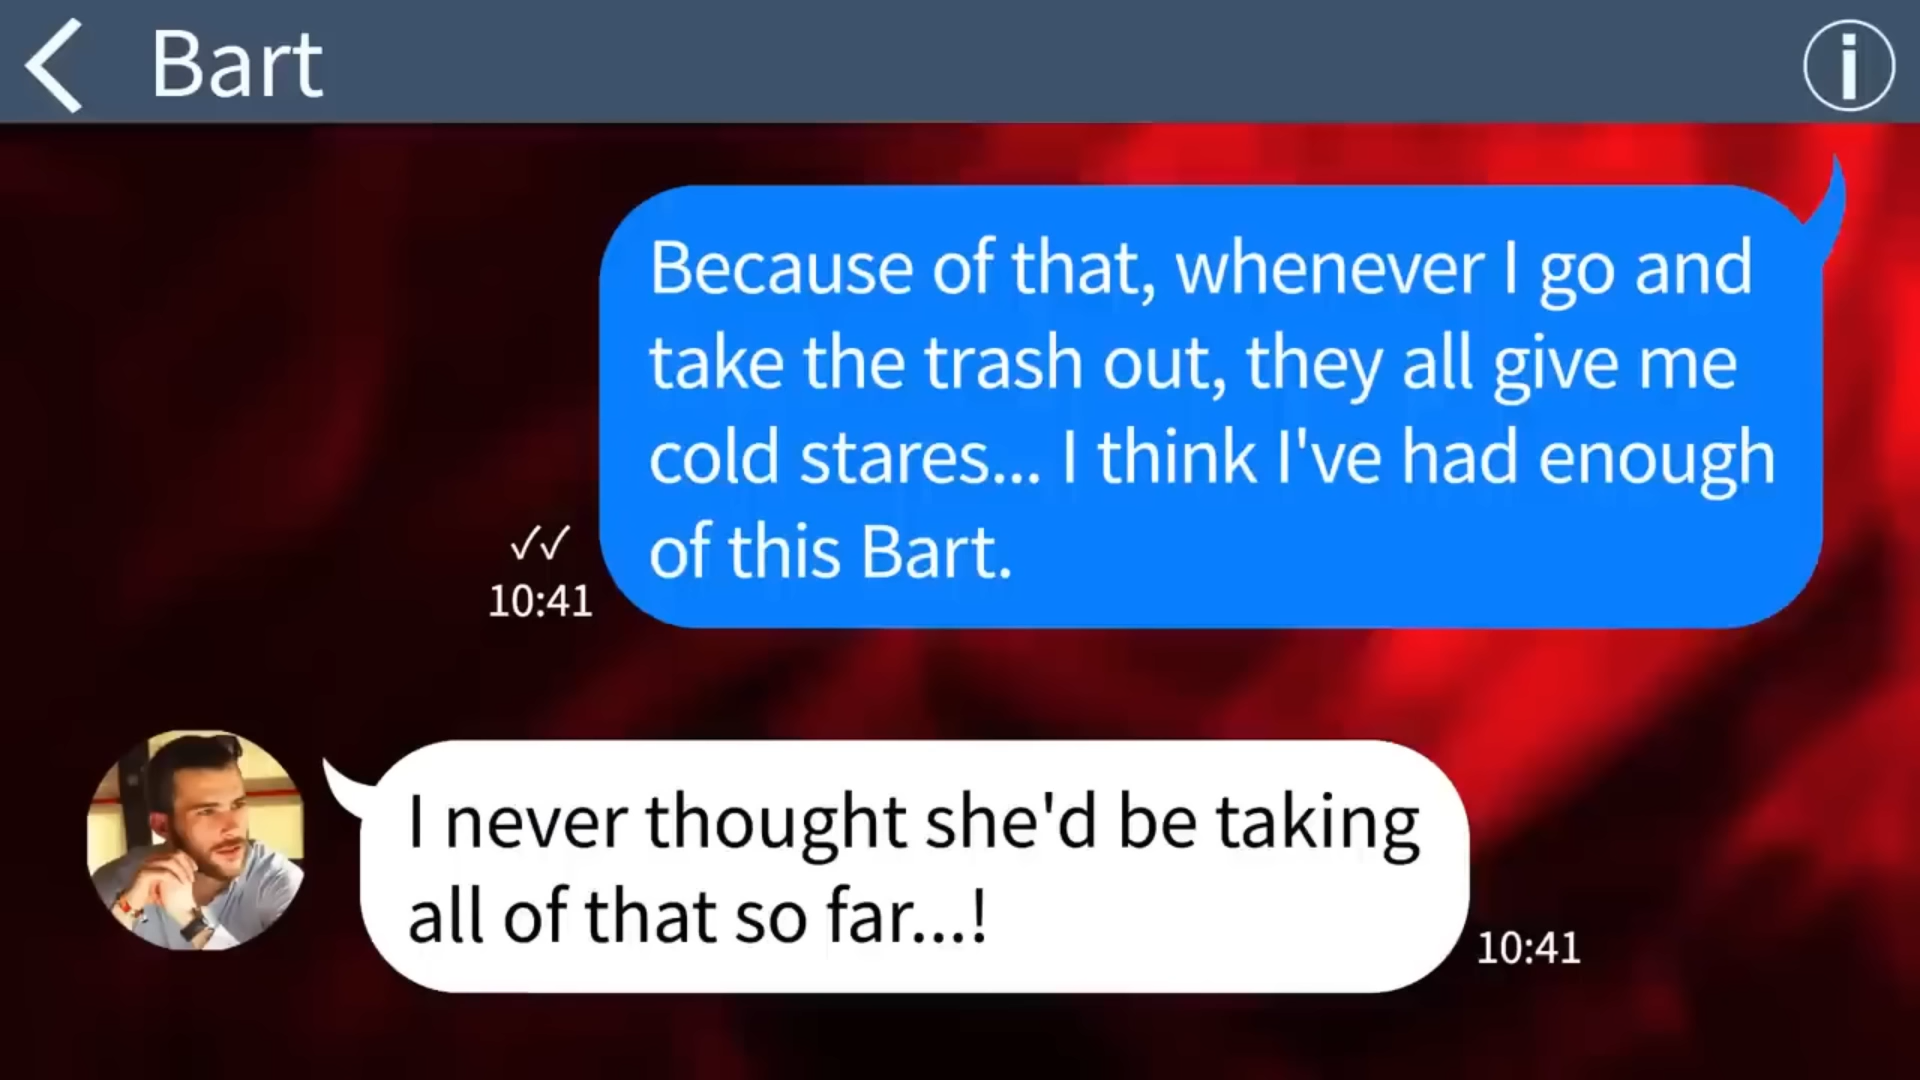 Bart
Because of that, whenever I go and
take the trash out, they all give me
cold stares... I think I've had enough
of this Bart.
10:41
I never thought she'd be taking
all of that so far...!
10:41